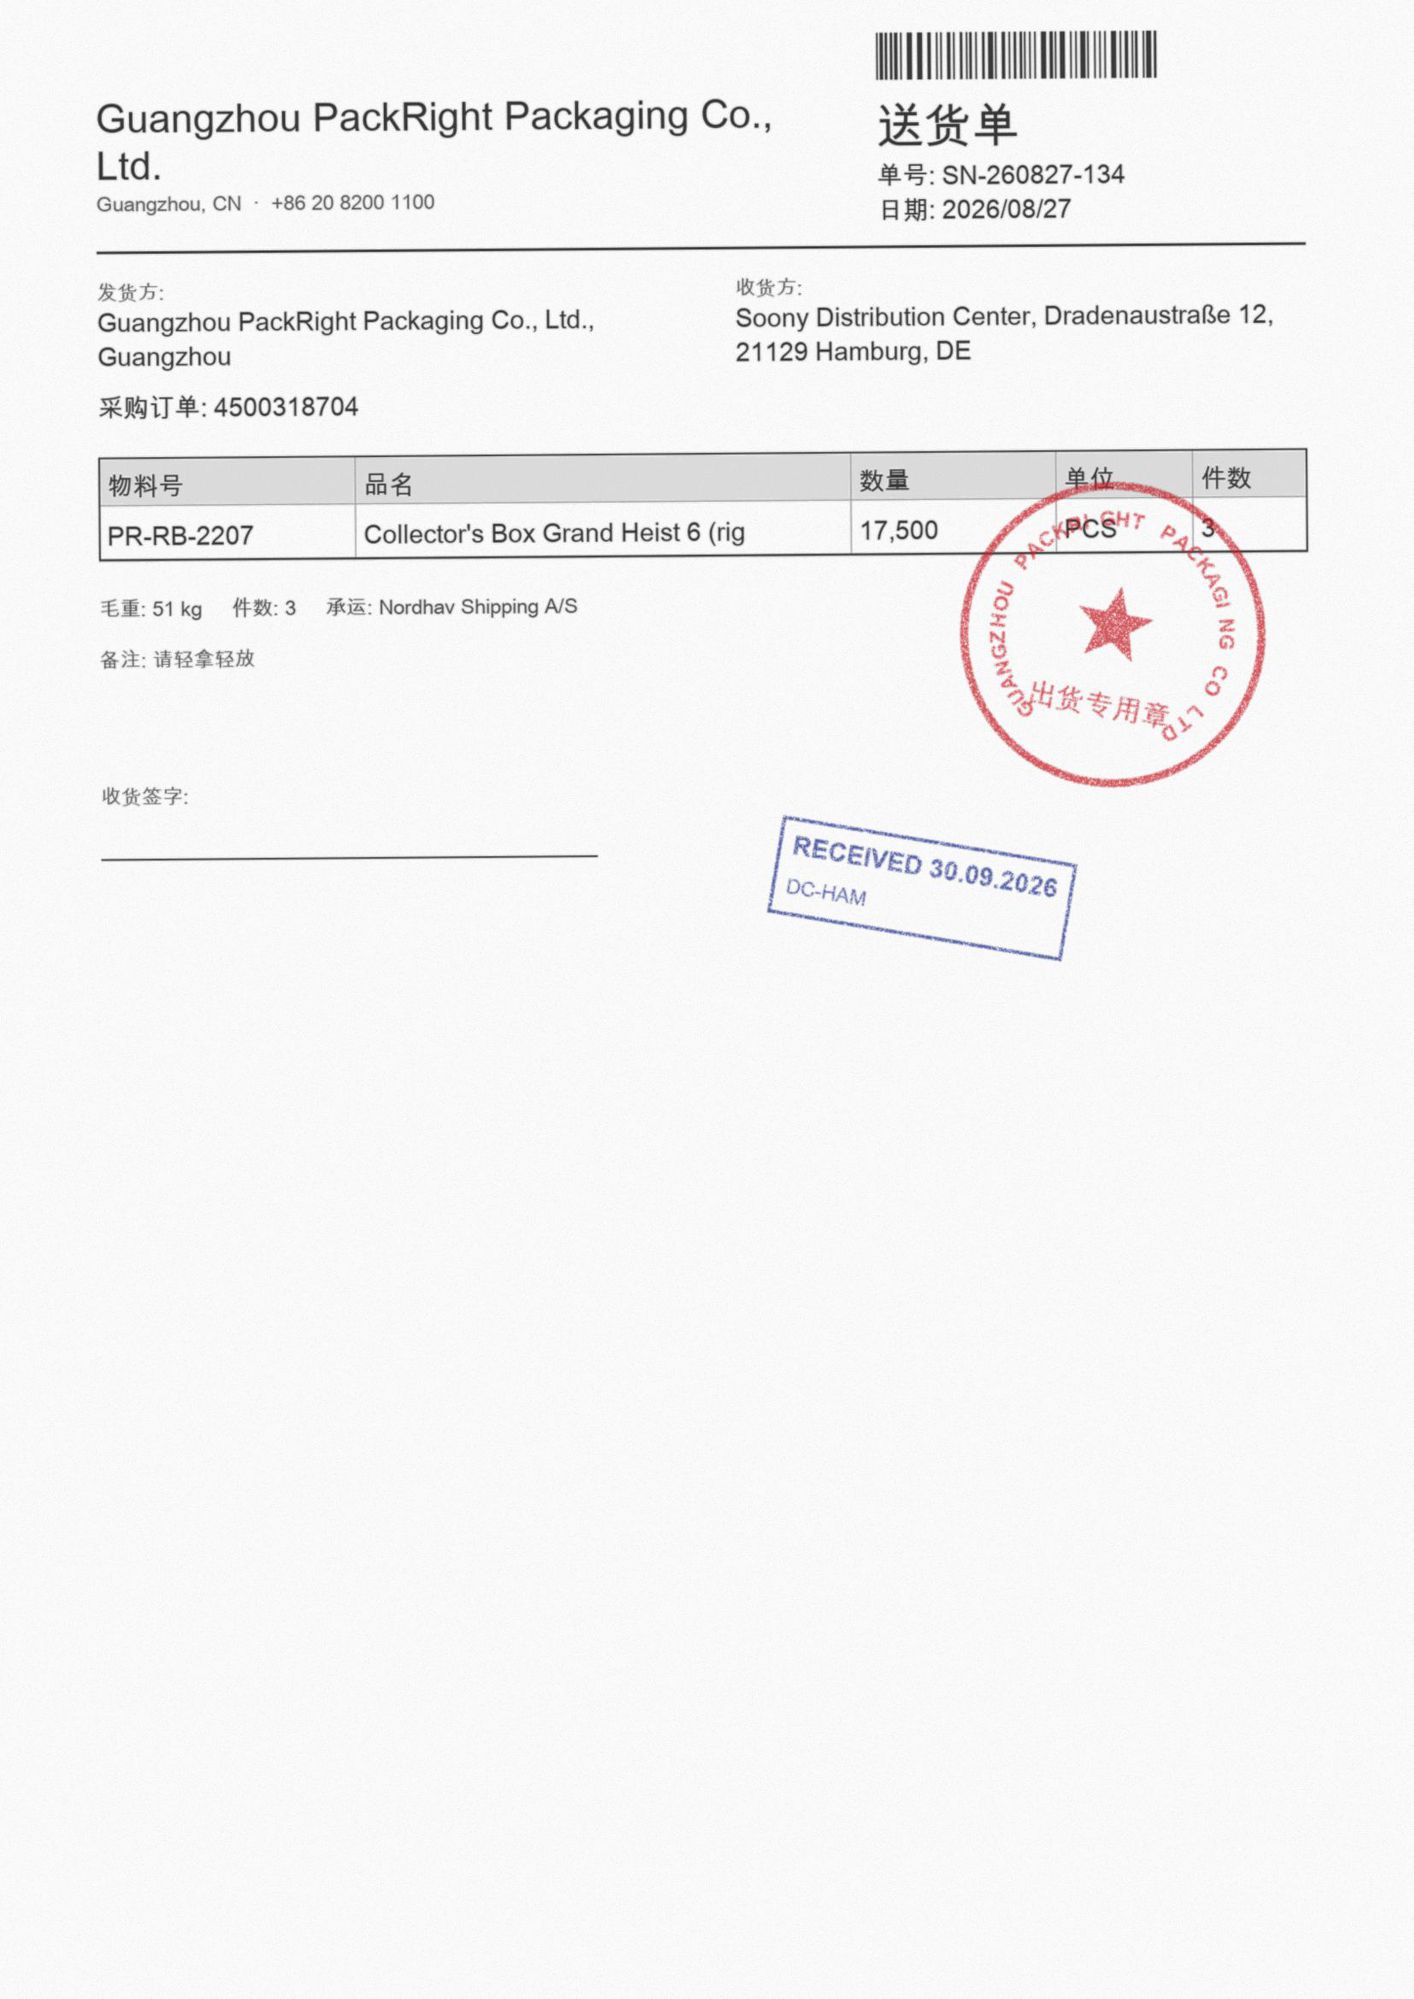 Guangzhou PackRight Packaging Co.,
Ltd.
Guangzhou, CN · +86 20 8200 1100
送货单
单号: SN-260827-134
日期: 2026/08/27
发货方:
Guangzhou PackRight Packaging Co., Ltd.,
Guangzhou
收货方:
Soony Distribution Center, Dradenaustraße 12,
21129 Hamburg, DE
采购订单: 4500318704
物料号 品名 数量 单位 件数
PR-RB-2207 Collector's Box Grand Heist 6 (rig 17,500 PCS 3
毛重: 51 kg 件数: 3 承运: Nordhav Shipping A/S
备注: 请轻拿轻放
GUANGZHOU PACKRIGHT PACKAGING CO LTD
出货专用章
收货签字:
RECEIVED 30.09.2026
DC-HAM